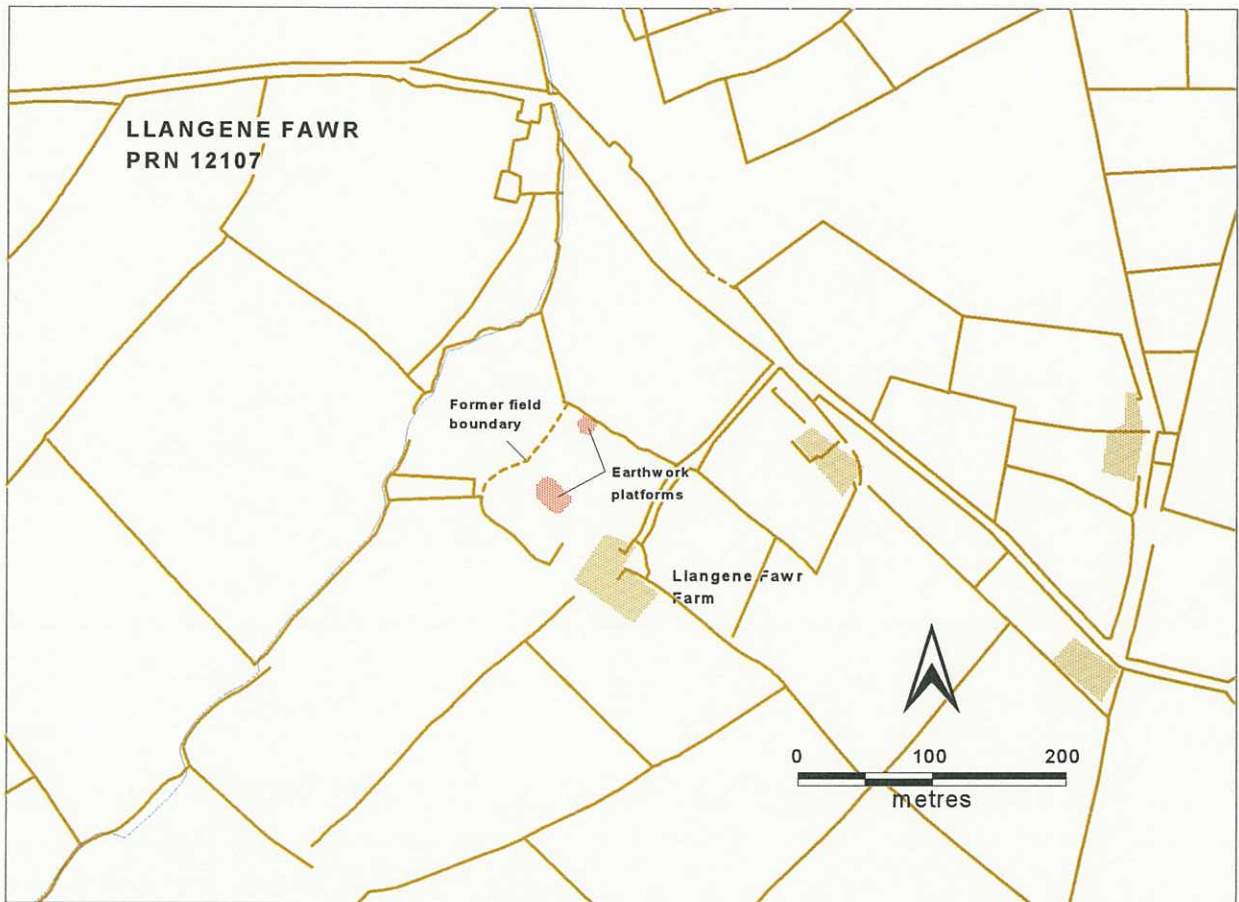 LLANGENE FAWR
PRN 12107
Former field
boundary
Earthwork
platforms
Llangene Fawr
Farm
0 100 200
metres